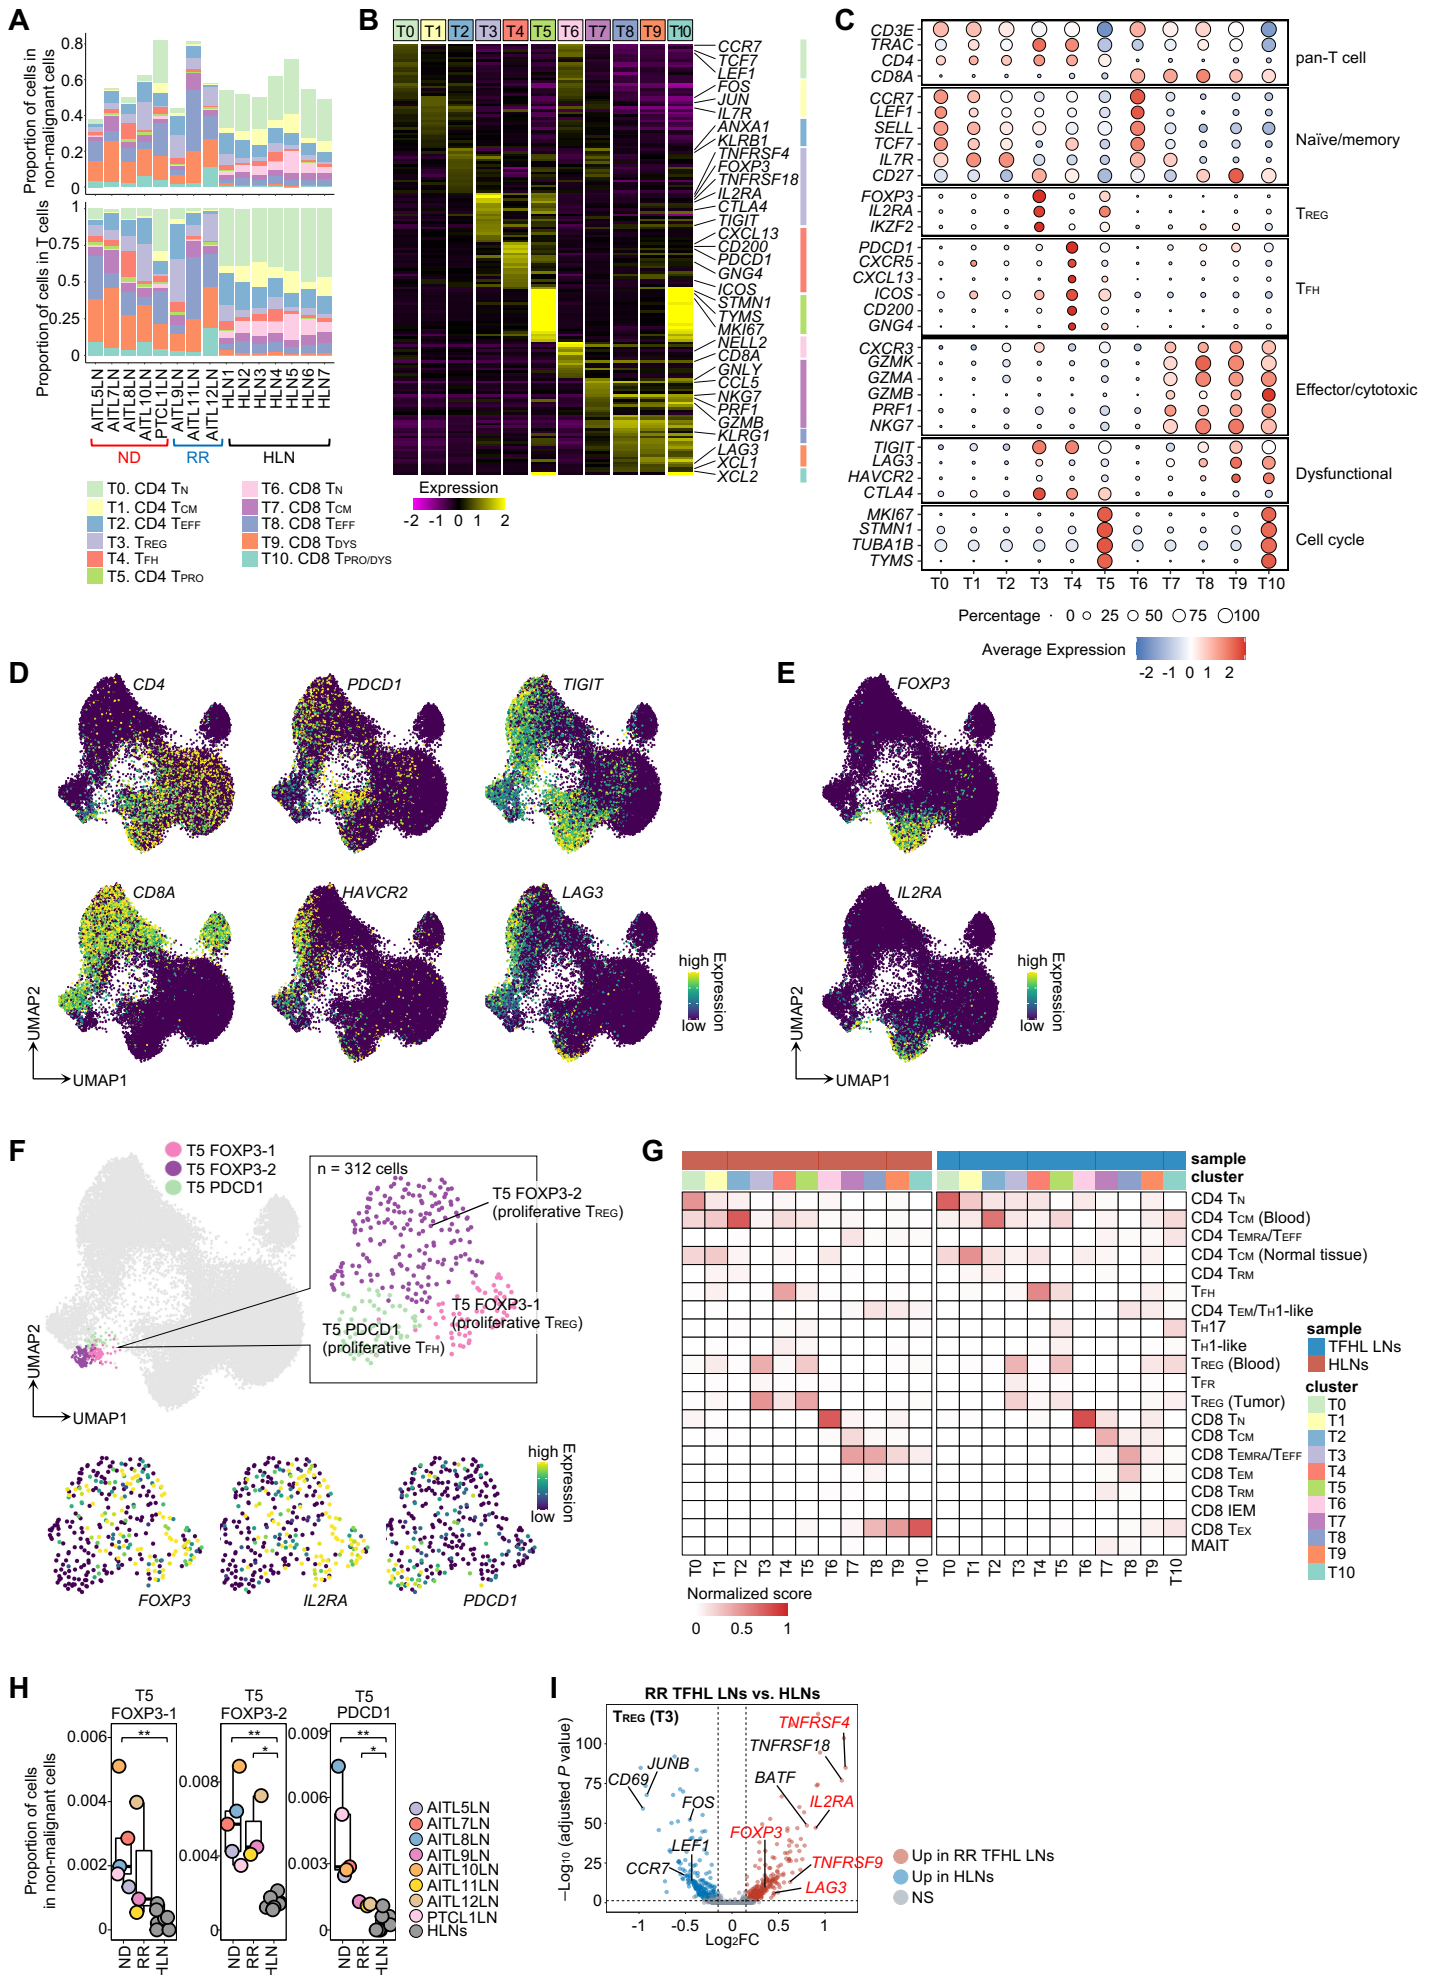 A
Proportion of cells in
non-malignant cells
0.8
0.6
0.4
0.2
0
Proportion of cells in T cells
1
0.75
0.5
0.25
0
AITL5LN
AITL7LN
AITL8LN
AITL10LN
PTCL1LN
AITL9LN
AITL11LN
AITL12LN
HLN1
HLN2
HLN3
HLN4
HLN5
HLN6
HLN7
ND
RR
HLN
T0. CD4 TN
T1. CD4 TCM
T2. CD4 TEFF
T3. TREG
T4. TFH
T5. CD4 TPRO
T6. CD8 TN
T7. CD8 TCM
T8. CD8 TEFF
T9. CD8 TDYS
T10. CD8 TPRO/DYS
B
T0 T1 T2 T3 T4 T5 T6 T7 T8 T9 T10
CCR7
TCF7
LEF1
FOS
JUN
IL7R
ANXA1
KLRB1
TNFRSF4
FOXP3
TNFRSF18
IL2RA
CTLA4
TIGIT
CXCL13
CD200
PDCD1
GNG4
ICOS
STMN1
TYMS
MKI67
NELL2
CD8A
GNLY
CCL5
NKG7
PRF1
GZMB
KLRG1
LAG3
XCL1
XCL2
Expression
-2 -1 0 1 2
C
CD3E
TRAC
CD4
CD8A
pan-T cell
CCR7
LEF1
SELL
TCF7
IL7R
CD27
Naïve/memory
FOXP3
IL2RA
IKZF2
TREG
PDCD1
CXCR5
CXCL13
ICOS
CD200
GNG4
TFH
CXCR3
GZMK
GZMA
GZMB
PRF1
NKG7
Effector/cytotoxic
TIGIT
LAG3
HAVCR2
CTLA4
Dysfunctional
MKI67
STMN1
TUBA1B
TYMS
Cell cycle
T0 T1 T2 T3 T4 T5 T6 T7 T8 T9 T10
Percentage 0 25 50 75 100
Average Expression
-2 -1 0 1 2
D
CD4
PDCD1
TIGIT
CD8A
HAVCR2
LAG3
high
low
Expression
UMAP2
UMAP1
E
FOXP3
IL2RA
high
low
Expression
UMAP2
UMAP1
F
T5 FOXP3-1
T5 FOXP3-2
T5 PDCD1
n = 312 cells
T5 FOXP3-2
(proliferative TREG)
T5 FOXP3-1
(proliferative TREG)
T5 PDCD1
(proliferative TFH)
UMAP2
UMAP1
high
low
Expression
FOXP3
IL2RA
PDCD1
G
sample
cluster
CD4 TN
CD4 TCM (Blood)
CD4 TEMRA/TEFF
CD4 TCM (Normal tissue)
CD4 TRM
TFH
CD4 TEM/TH1-like
TH17
TH1-like
TREG (Blood)
TFR
TREG (Tumor)
CD8 TN
CD8 TCM
CD8 TEMRA/TEFF
CD8 TEM
CD8 TRM
CD8 IEM
CD8 TEX
MAIT
T0 T1 T2 T3 T4 T5 T6 T7 T8 T9 T10
T0 T1 T2 T3 T4 T5 T6 T7 T8 T9 T10
Normalized score
0 0.5 1
sample
TFHL LNs
HLNs
cluster
T0
T1
T2
T3
T4
T5
T6
T7
T8
T9
T10
H
Proportion of cells
in non-malignant cells
T5
FOXP3-1
**
0.006
0.004
0.002
0
ND
RR
HLN
T5
FOXP3-2
**
*
0.008
0.004
0
ND
RR
HLN
T5
PDCD1
**
*
0.009
0.006
0.003
0
ND
RR
HLN
AITL5LN
AITL7LN
AITL8LN
AITL9LN
AITL10LN
AITL11LN
AITL12LN
PTCL1LN
HLNs
I
RR TFHL LNs vs. HLNs
TREG (T3)
–Log10 (adjusted P value)
100
75
50
25
0
-1 -0.5 0 0.5 1
Log2FC
TNFRSF4
TNFRSF18
JUNB
CD69
BATF
IL2RA
FOS
FOXP3
LEF1
CCR7
TNFRSF9
LAG3
Up in RR TFHL LNs
Up in HLNs
NS